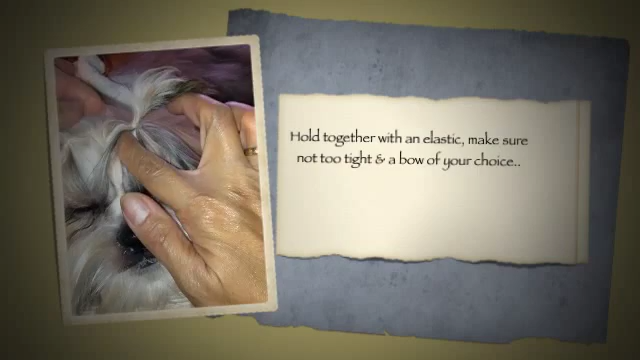 Hold together with an elastic, make sure
not too tight & a bow of your choice..